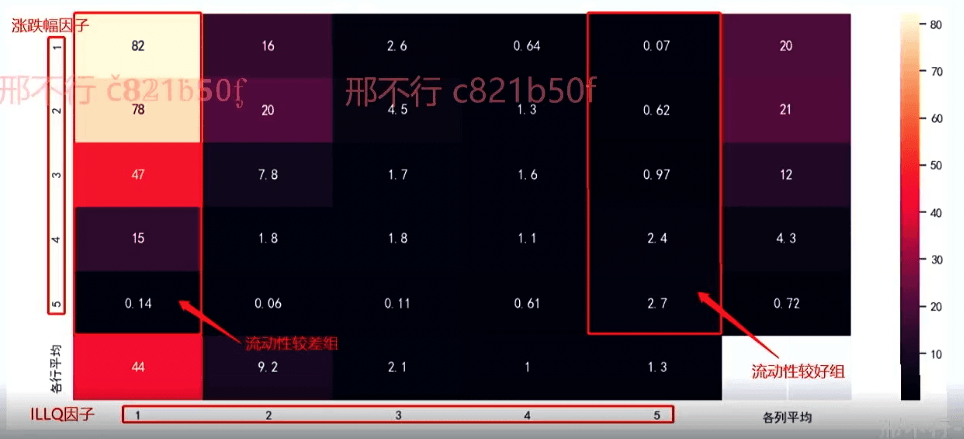 涨跌幅因子
1 82 16 2.6 0.64 0.07 20
邢不行 c821b50f 邢不行 c821b50f
2 78 20 4.5 1.3 0.62 21
3 47 7.8 1.7 1.6 0.97 12
4 15 1.8 1.8 1.1 2.4 4.3
5 0.14 0.06 0.11 0.61 2.7 0.72
流动性较差组
各行平均 44 9.2 2.1 1 1.3
流动性较好组
ILLQ因子 1 2 3 4 5 各列平均
80
70
60
50
40
30
20
10
邢不行